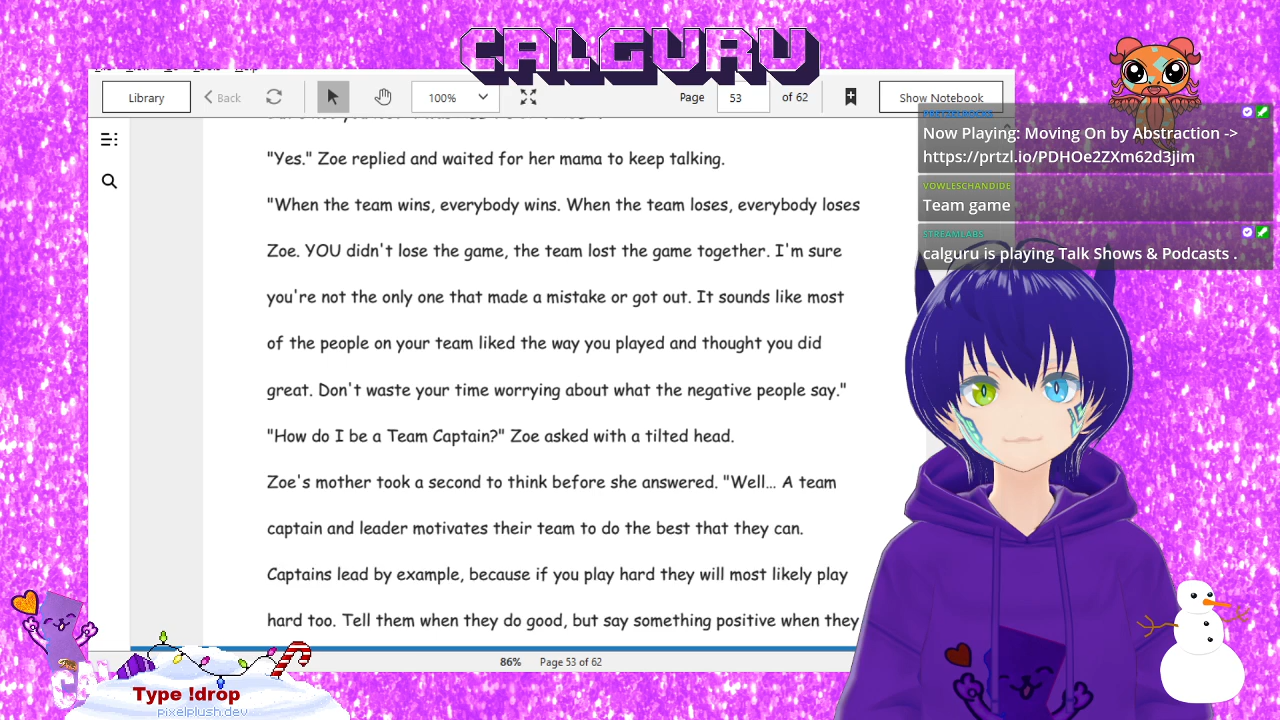 CALGURU
Library
Back
100%
Page
53
of 62
Show Notebook
"Yes." Zoe replied and waited for her mama to keep talking.
"When the team wins, everybody wins. When the team loses, everybody loses
Zoe. YOU didn't lose the game, the team lost the game together. I'm sure
you're not the only one that made a mistake or got out. It sounds like most
of the people on your team liked the way you played and thought you did
great. Don't waste your time worrying about what the negative people say."
"How do I be a Team Captain?" Zoe asked with a tilted head.
Zoe's mother took a second to think before she answered. "Well... A team
captain and leader motivates their team to do the best that they can.
Captains lead by example, because if you play hard they will most likely play
hard too. Tell them when they do good, but say something positive when they
86%
Page 53 of 62
Now Playing: Moving On by Abstraction ->
https://prtzl.io/PDHOe2ZXm62d3jim
VOWLESCHANDIDE
Team game
STREAMLABS
calguru is playing Talk Shows & Podcasts .
Type !drop
pixelplush.dev